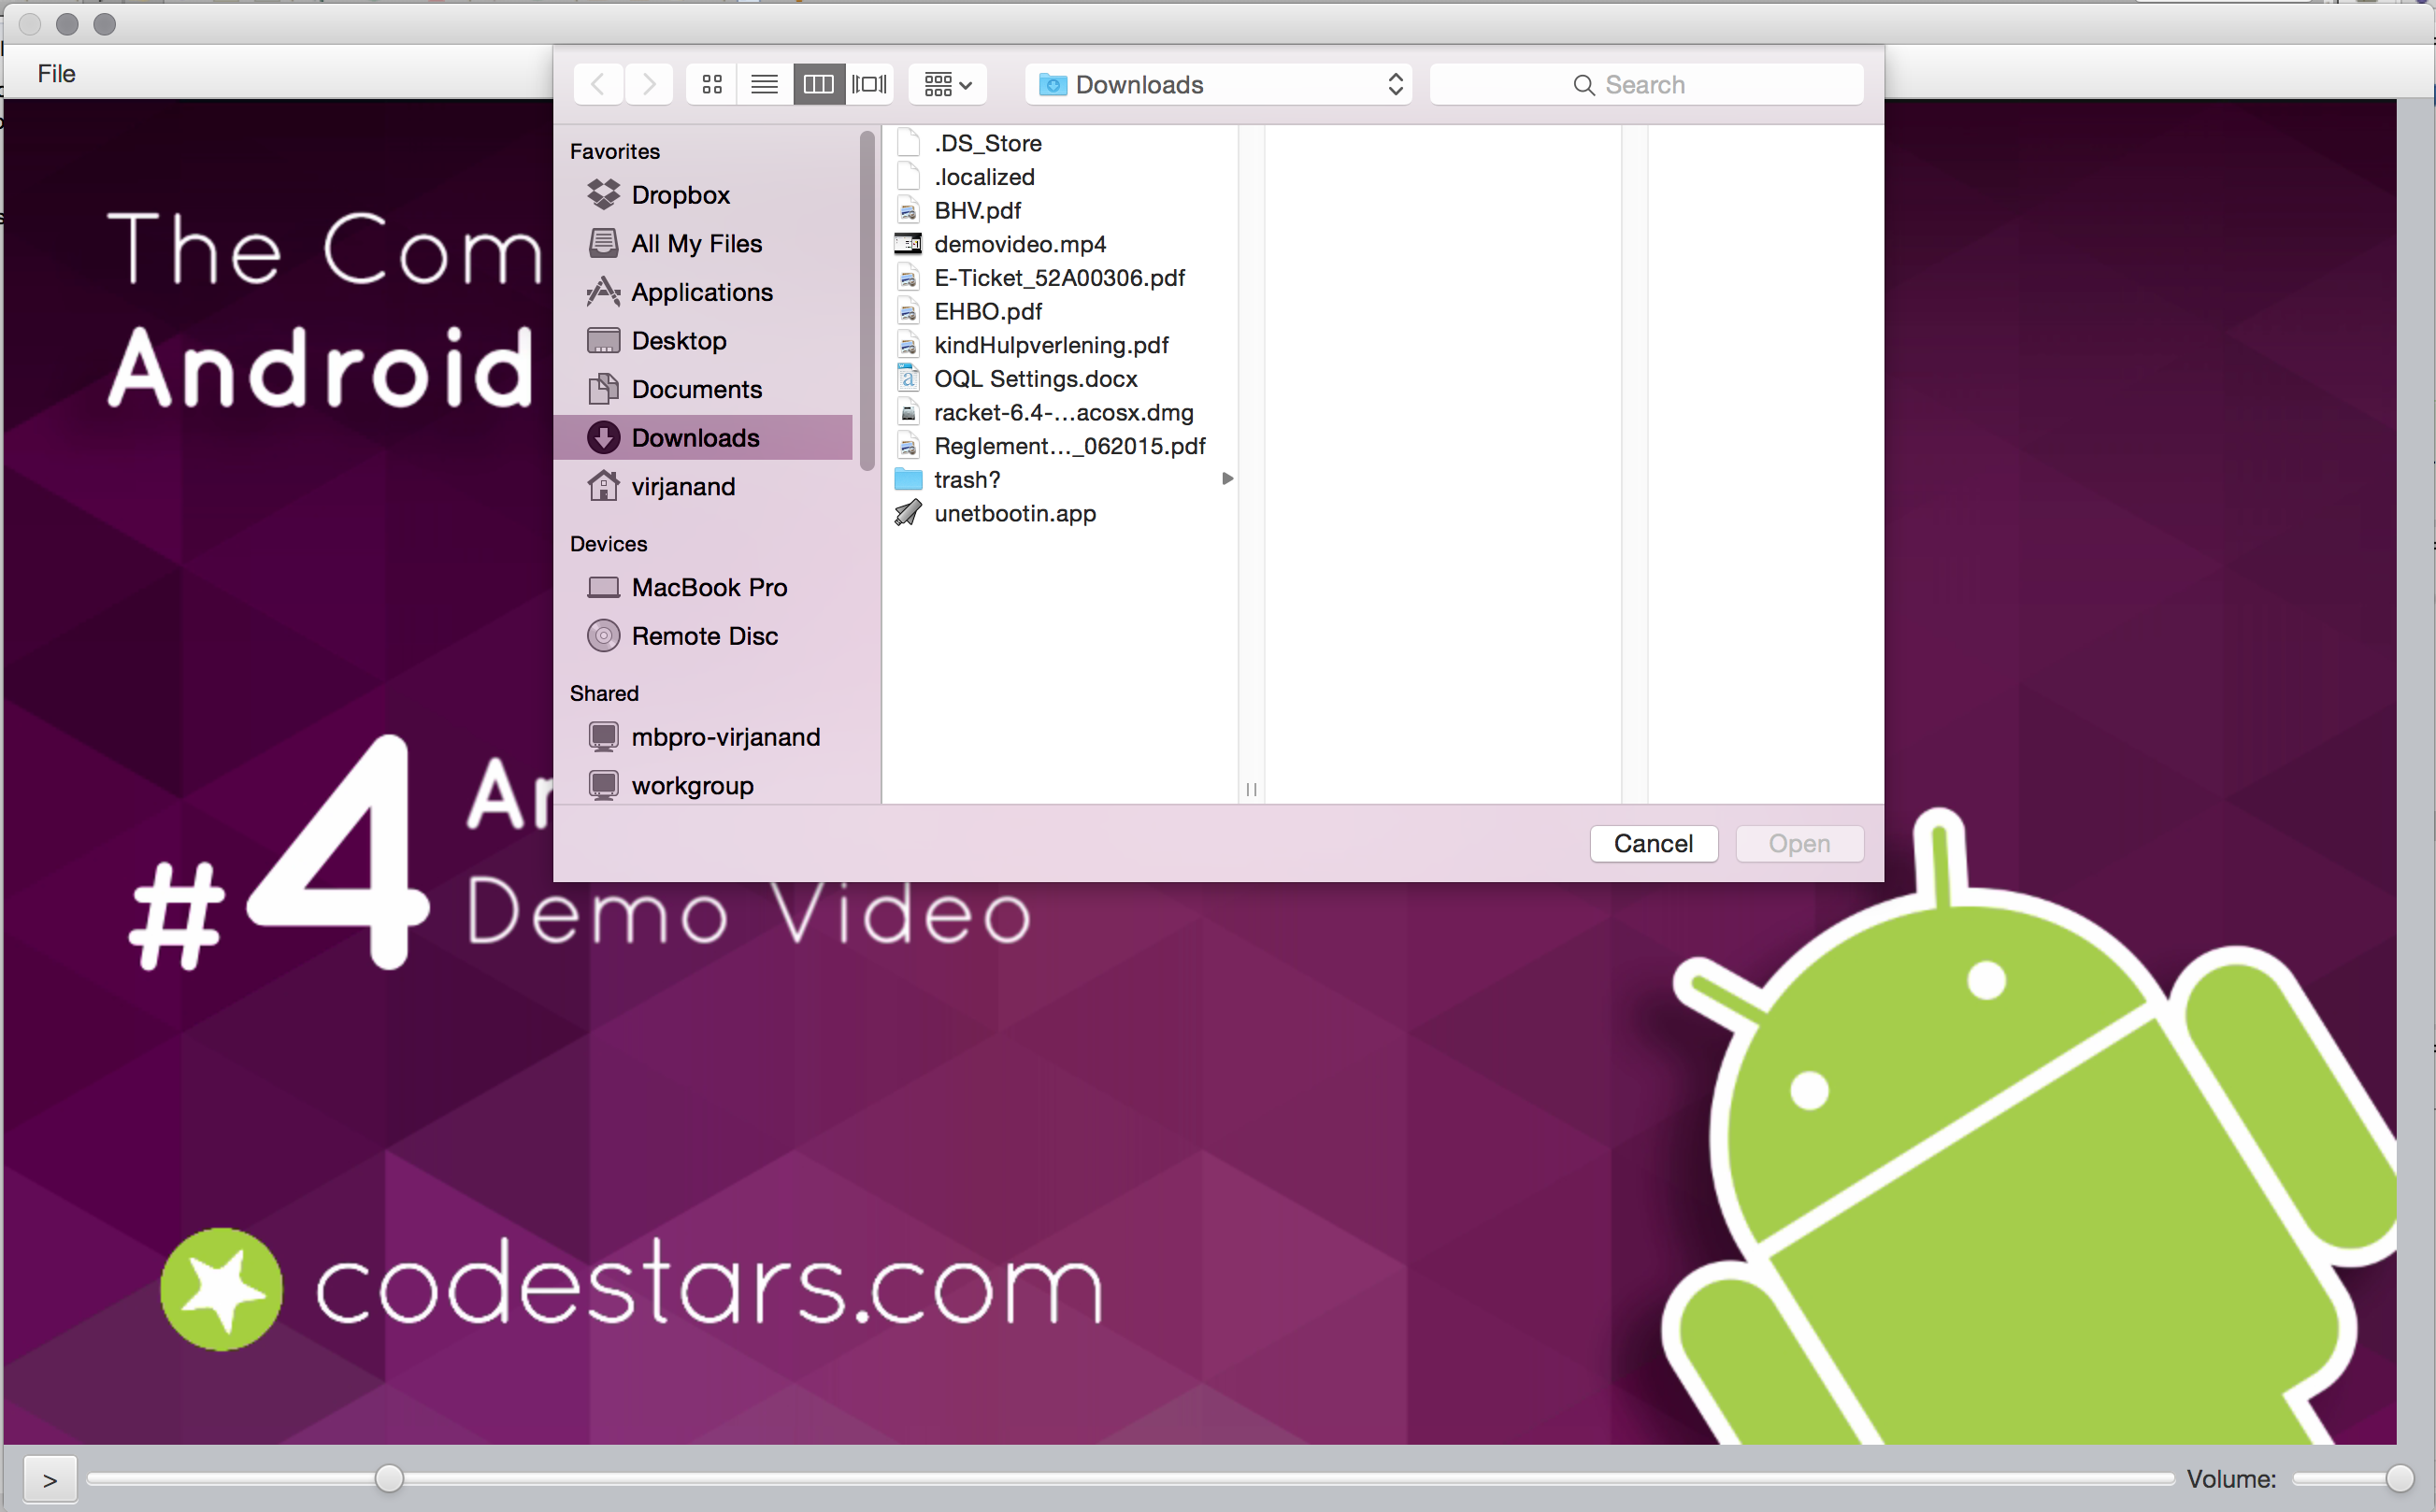 File
Downloads
Search
Favorites
Dropbox
All My Files
Applications
Desktop
Documents
Downloads
virjanand
Devices
MacBook Pro
Remote Disc
Shared
mbpro-virjanand
workgroup
.DS_Store
.localized
BHV.pdf
demovideo.mp4
E-Ticket_52A00306.pdf
EHBO.pdf
kindHulpverlening.pdf
OQL Settings.docx
racket-6.4-...acosx.dmg
Reglement..._062015.pdf
trash?
unetbootin.app
Cancel
Open
The Com
Android
#4
Demo Video
codestars.com
>
Volume: